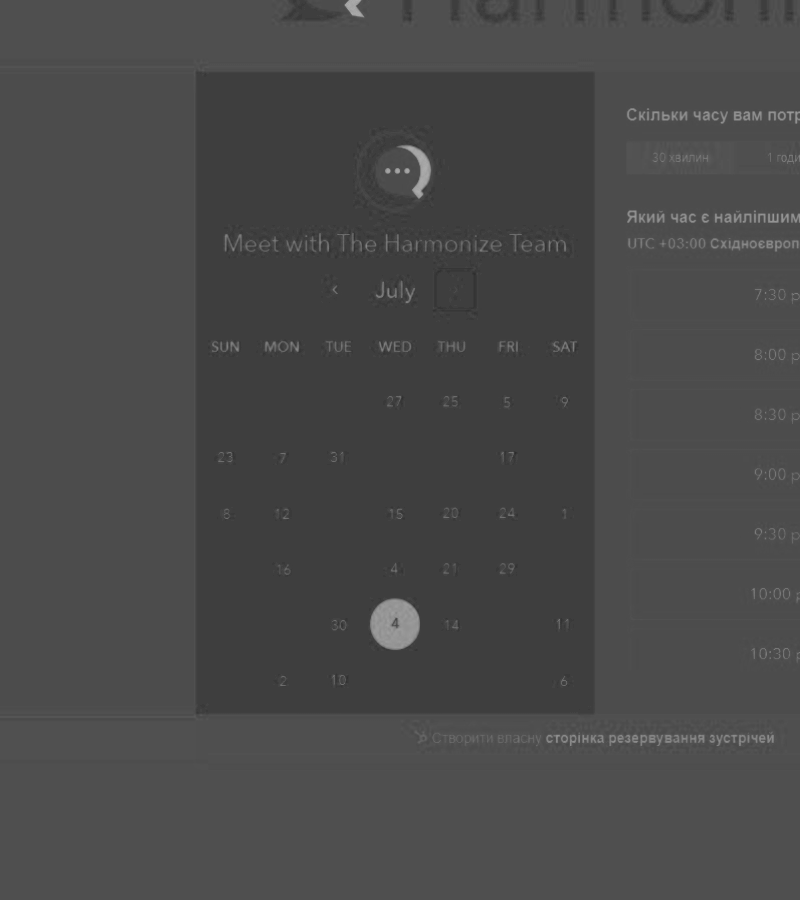 Harmoni
Скільки часу вам потр
30 хвилин 1 годи
Meet with The Harmonize Team
‹ July ›
Який час є найліпшим
UTC +03:00 Східноєвроп
SUN MON TUE WED THU FRI SAT
27 25 5 9
23 7 31 17
8 12 15 20 24 1
16 4 21 29
30 4 14 11
2 18 6
7:30 p
8:00 p
8:30 p
9:00 p
9:30 p
10:00 p
10:30 p
Створити власну сторінка резервування зустрічей